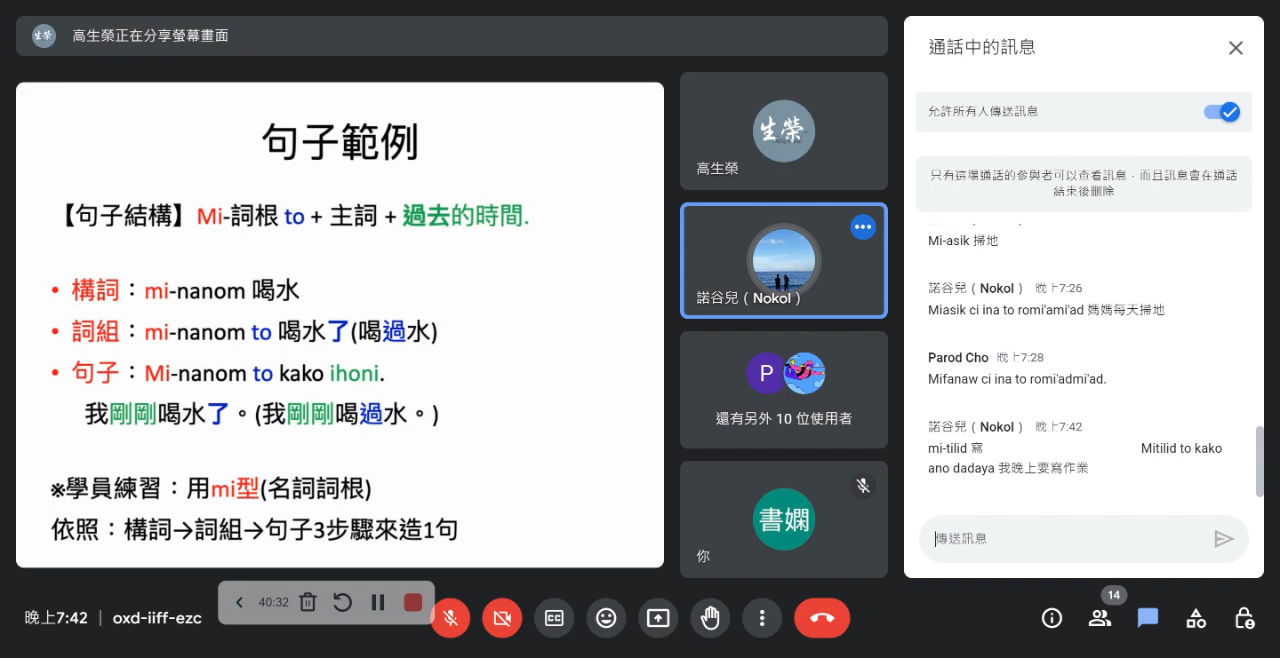 生榮
高生榮正在分享螢幕畫面
句子範例
【句子結構】Mi-詞根 to + 主詞 + 過去的時間.
• 構詞：mi-nanom 喝水
• 詞組：mi-nanom to 喝水了(喝過水)
• 句子：Mi-nanom to kako ihoni.
我剛剛喝水了。(我剛剛喝過水。)
※學員練習：用mi型(名詞詞根)
依照：構詞→詞組→句子3步驟來造1句
生榮
高生榮
諾谷兒（Nokol）
P
還有另外 10 位使用者
書嫻
你
通話中的訊息
允許所有人傳送訊息
只有這場通話的參與者可以查看訊息，而且訊息會在通話
結束後刪除
Mi-asik 掃地
諾谷兒（Nokol） 晚上7:26
Miasik ci ina to romi'ami'ad 媽媽每天掃地
Parod Cho 晚上7:28
Mifanaw ci ina to romi'admi'ad.
諾谷兒（Nokol） 晚上7:42
mi-tilid 寫 Mitilid to kako
ano dadaya 我晚上要寫作業
傳送訊息
晚上7:42 | oxd-iiff-ezc
40:32
14